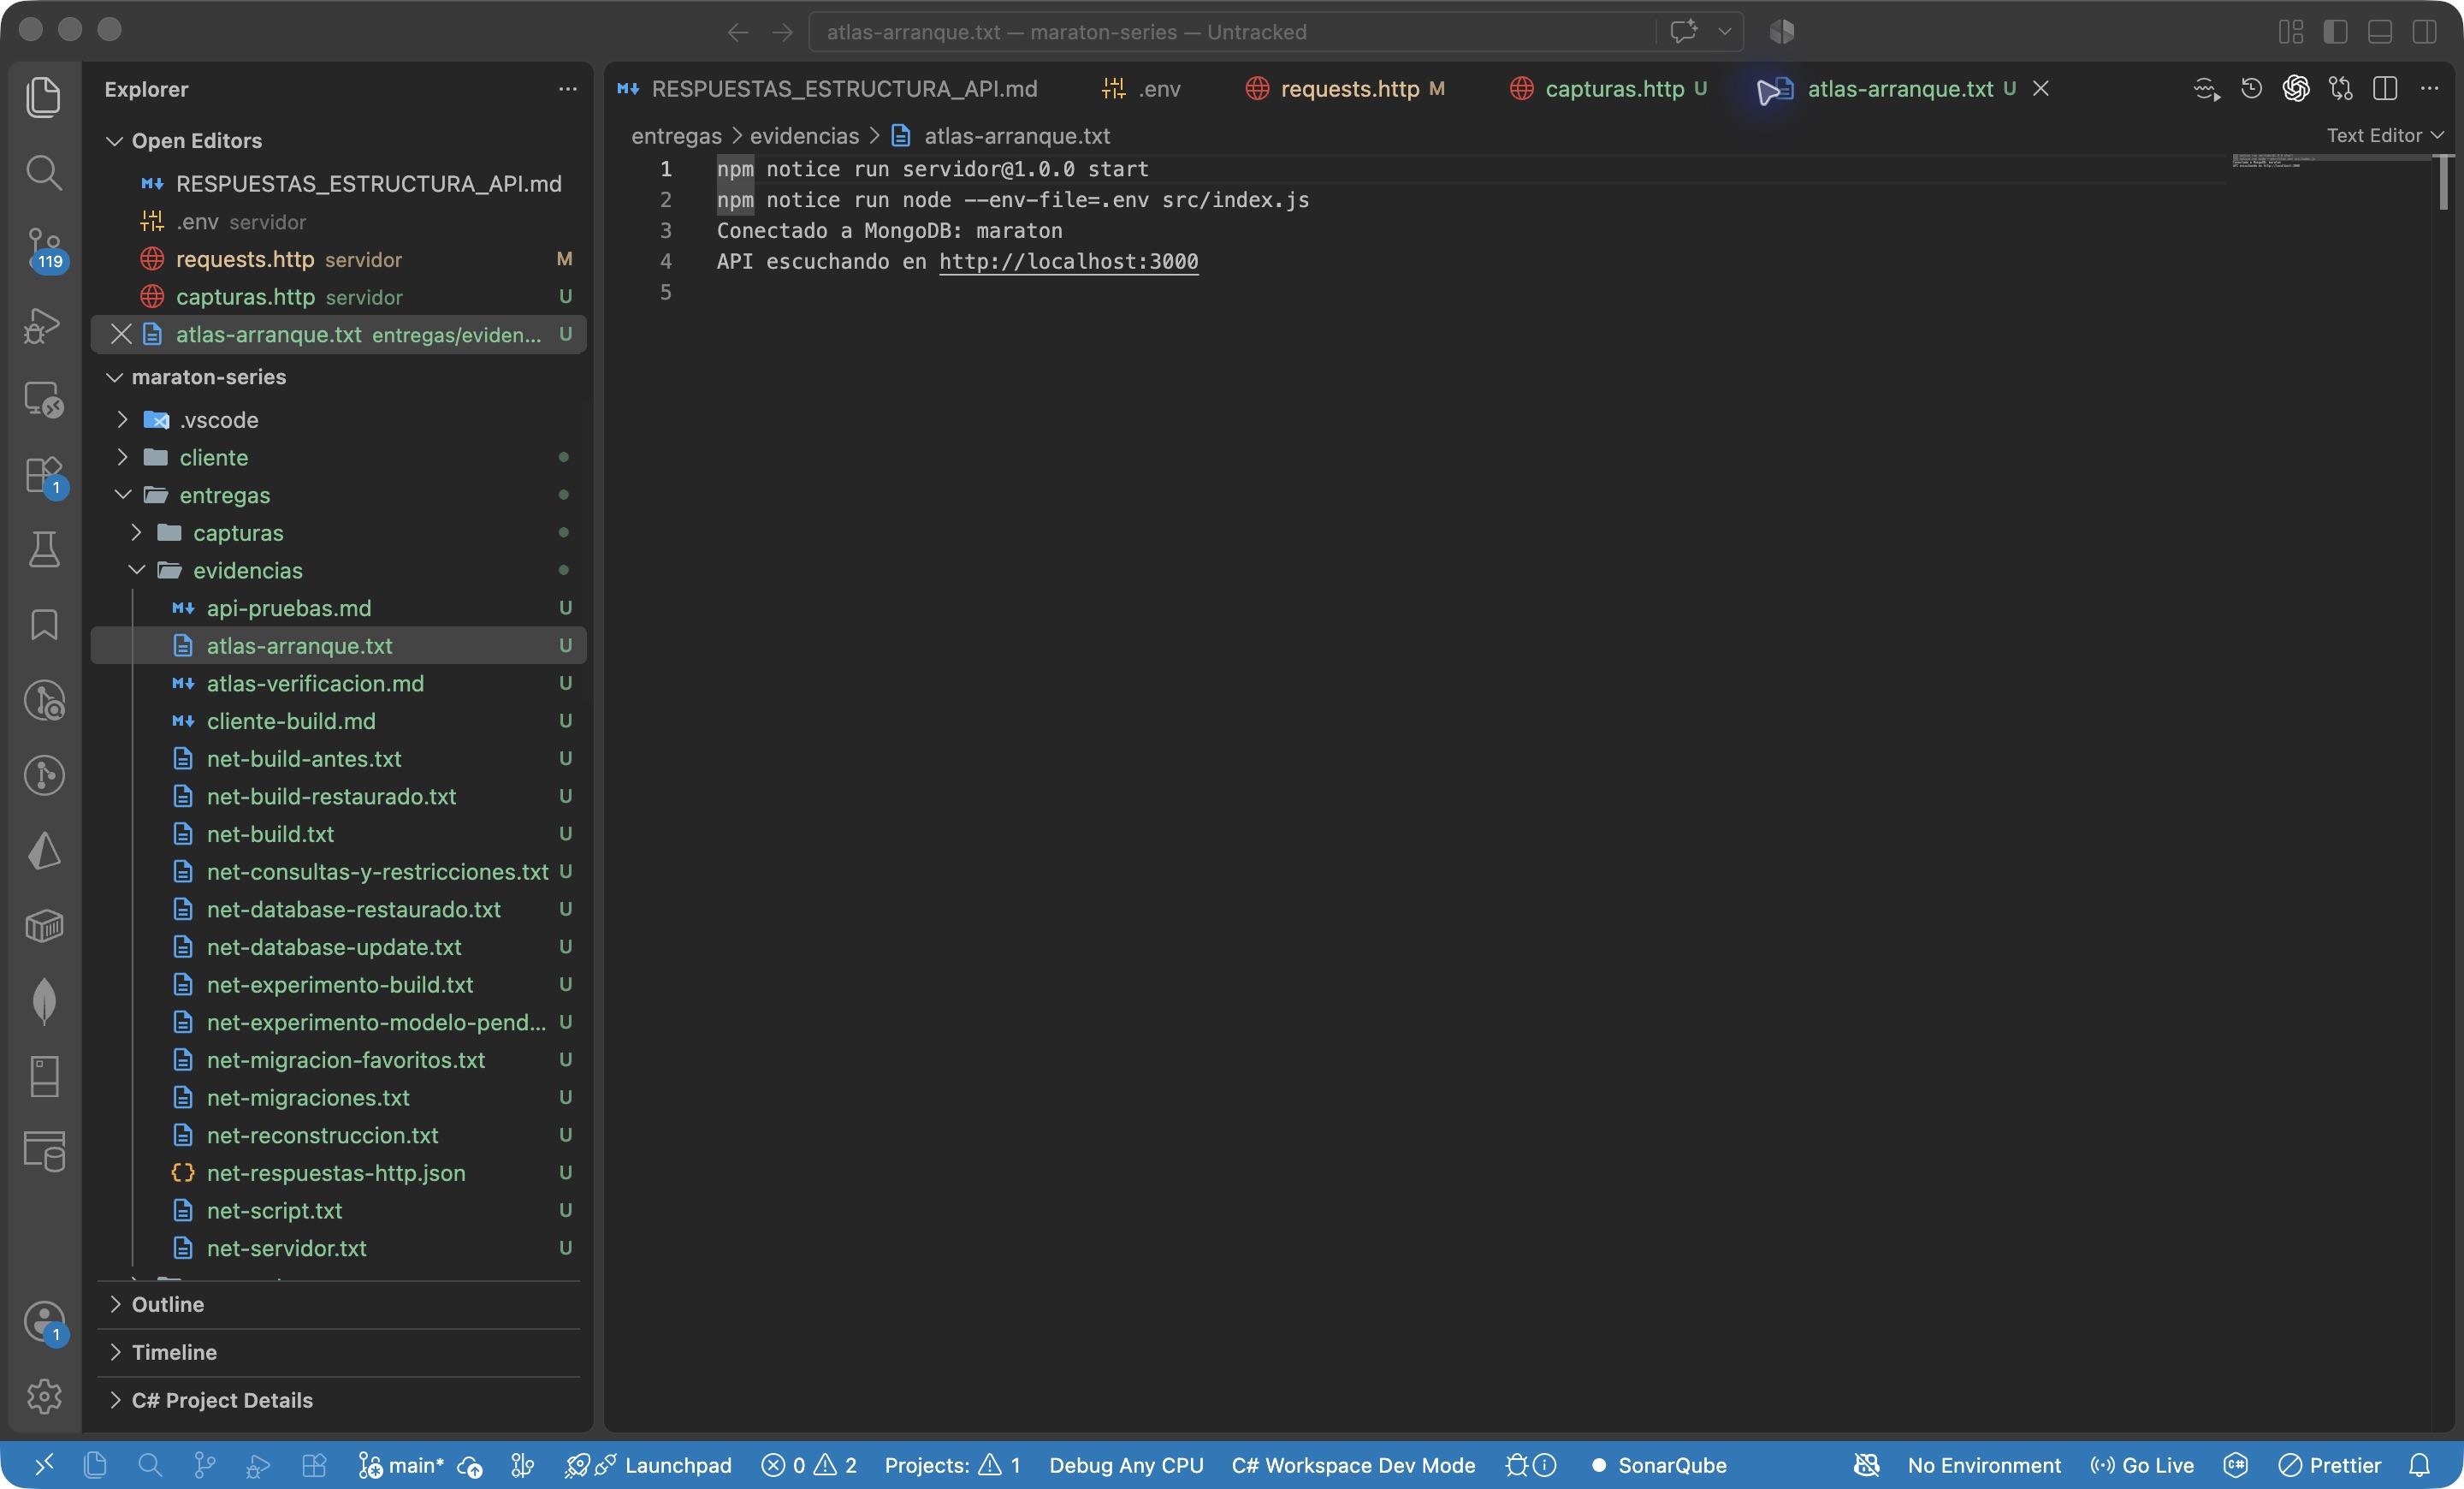 atlas-arranque.txt — maraton-series — Untracked
Explorer
Open Editors
RESPUESTAS_ESTRUCTURA_API.md
.env servidor
requests.http servidor M
capturas.http servidor U
atlas-arranque.txt entregas/eviden... U
maraton-series
.vscode
cliente
entregas
capturas
evidencias
api-pruebas.md U
atlas-arranque.txt U
atlas-verificacion.md U
cliente-build.md U
net-build-antes.txt U
net-build-restaurado.txt U
net-build.txt U
net-consultas-y-restricciones.txt U
net-database-restaurado.txt U
net-database-update.txt U
net-experimento-build.txt U
net-experimento-modelo-pend... U
net-migracion-favoritos.txt U
net-migraciones.txt U
net-reconstruccion.txt U
net-respuestas-http.json U
net-script.txt U
net-servidor.txt U
Outline
Timeline
C# Project Details
119
1
1
RESPUESTAS_ESTRUCTURA_API.md .env requests.http M capturas.http U atlas-arranque.txt U
entregas > evidencias > atlas-arranque.txt
Text Editor
1 npm notice run servidor@1.0.0 start
2 npm notice run node --env-file=.env src/index.js
3 Conectado a MongoDB: maraton
4 API escuchando en http://localhost:3000
5
main* Launchpad 0 2 Projects: 1 Debug Any CPU C# Workspace Dev Mode SonarQube No Environment Go Live C# Prettier